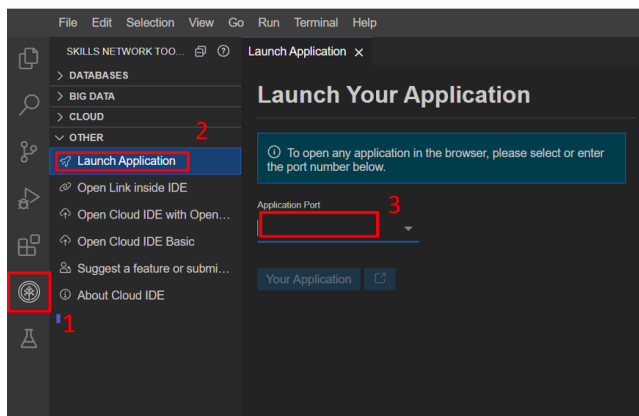 File Edit Selection View Go Run Terminal Help
SKILLS NETWORK TOO...
Launch Application
> DATABASES
> BIG DATA
> CLOUD
OTHER
2
Launch Application
Open Link inside IDE
Open Cloud IDE with Open...
Open Cloud IDE Basic
Suggest a feature or submi...
About Cloud IDE
1
Launch Your Application
To open any application in the browser, please select or enter
the port number below.
Application Port
3
Your Application